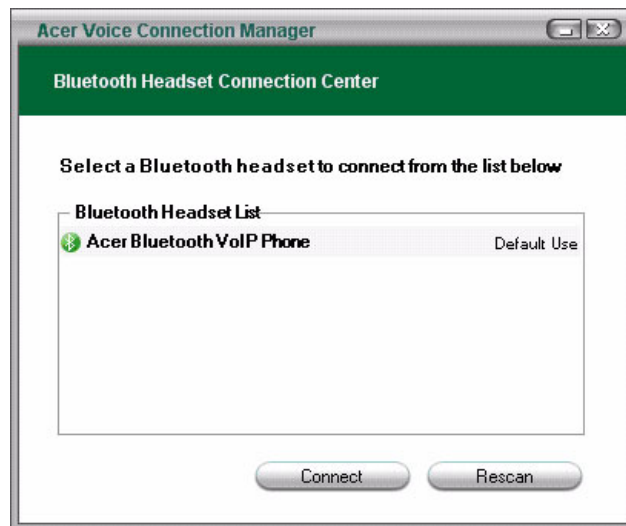 Acer Voice Connection Manager
Bluetooth Headset Connection Center
Select a Bluetooth headset to connect from the list below
Bluetooth Headset List
Acer Bluetooth VoIP Phone Default Use
Connect Rescan